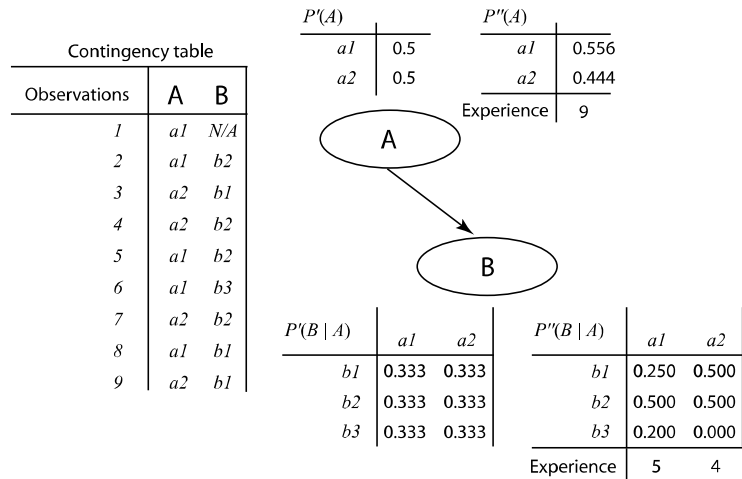 P'(A)
a1 0.5
a2 0.5
P''(A)
a1 0.556
a2 0.444
Experience 9
Contingency table
Observations A B
1 a1 N/A
2 a1 b2
3 a2 b1
4 a2 b2
5 a1 b2
6 a1 b3
7 a2 b2
8 a1 b1
9 a2 b1
A
B
P'(B | A) a1 a2
b1 0.333 0.333
b2 0.333 0.333
b3 0.333 0.333
P''(B | A) a1 a2
b1 0.250 0.500
b2 0.500 0.500
b3 0.200 0.000
Experience 5 4